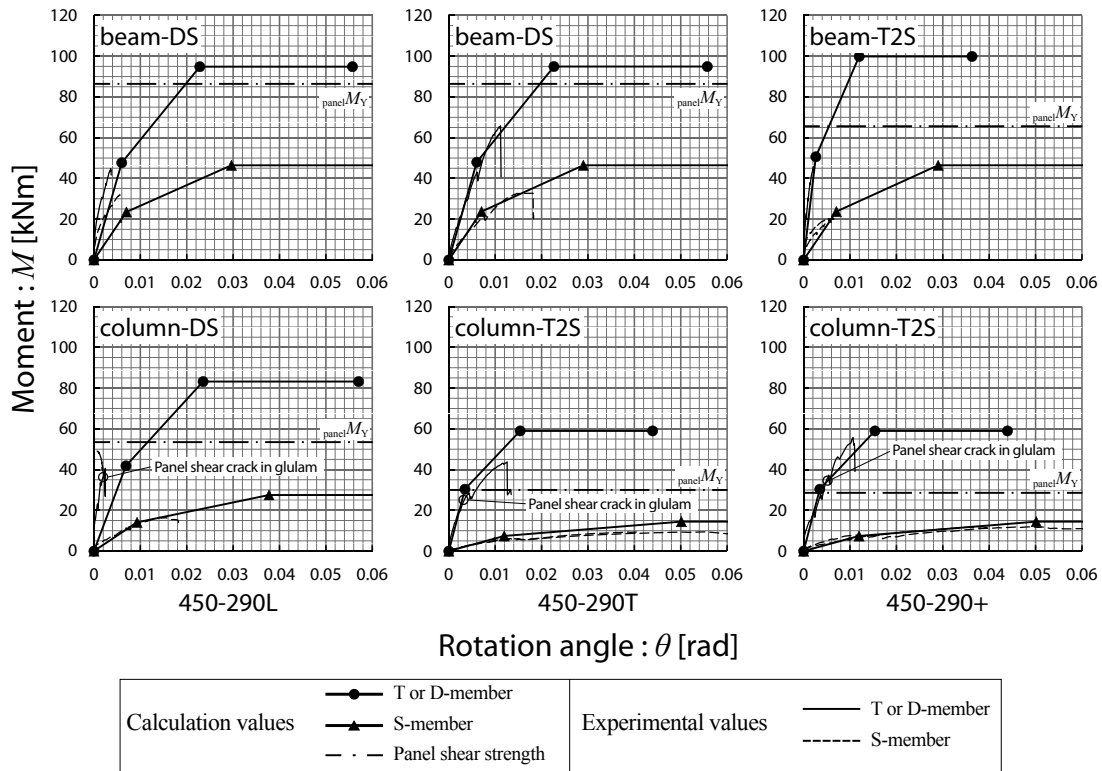 beam-DS
120
100
80
60
40
20
0
panelMY
0 0.01 0.02 0.03 0.04 0.05 0.06
beam-DS
120
100
80
60
40
20
0
panelMY
0 0.01 0.02 0.03 0.04 0.05 0.06
beam-T2S
120
100
80
60
40
20
0
panelMY
0 0.01 0.02 0.03 0.04 0.05 0.06
Moment : M [kNm]
column-DS
120
100
80
60
40
20
0
panelMY
Panel shear crack in glulam
0 0.01 0.02 0.03 0.04 0.05 0.06
450-290L
column-T2S
120
100
80
60
40
20
0
panelMY
Panel shear crack in glulam
0 0.01 0.02 0.03 0.04 0.05 0.06
450-290T
column-T2S
120
100
80
60
40
20
0
Panel shear crack in glulam
panelMY
0 0.01 0.02 0.03 0.04 0.05 0.06
450-290+
Rotation angle : θ [rad]
Calculation values
T or D-member
S-member
Panel shear strength
Experimental values
T or D-member
S-member